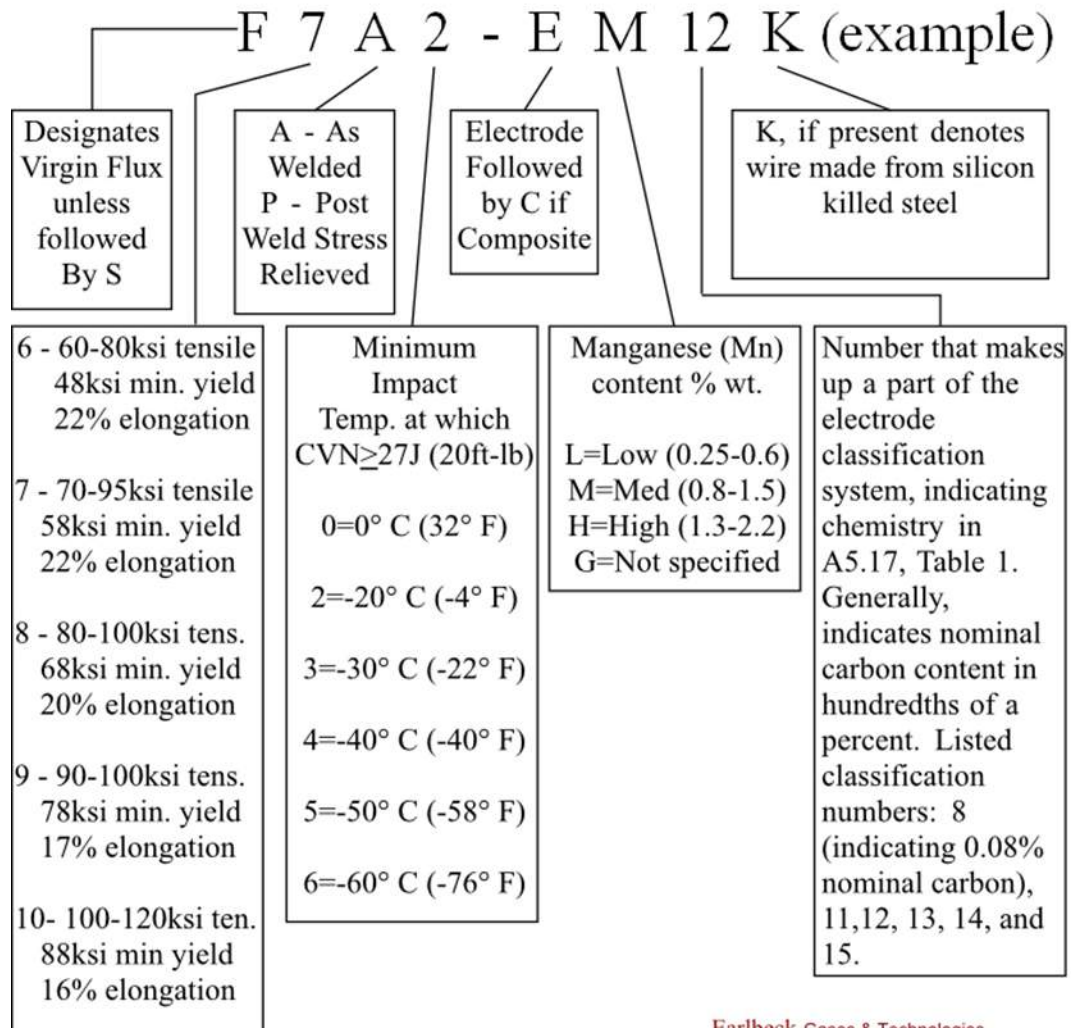 F 7 A 2 - E M 12 K (example)
Designates
Virgin Flux
unless
followed
By S
A - As
Welded
P - Post
Weld Stress
Relieved
Electrode
Followed
by C if
Composite
K, if present denotes
wire made from silicon
killed steel
6 - 60-80ksi tensile
48ksi min. yield
22% elongation
7 - 70-95ksi tensile
58ksi min. yield
22% elongation
8 - 80-100ksi tens.
68ksi min. yield
20% elongation
9 - 90-100ksi tens.
78ksi min. yield
17% elongation
10- 100-120ksi ten.
88ksi min yield
16% elongation
Minimum
Impact
Temp. at which
CVN≥27J (20ft-lb)
0=0° C (32° F)
2=-20° C (-4° F)
3=-30° C (-22° F)
4=-40° C (-40° F)
5=-50° C (-58° F)
6=-60° C (-76° F)
Manganese (Mn)
content % wt.
L=Low (0.25-0.6)
M=Med (0.8-1.5)
H=High (1.3-2.2)
G=Not specified
Number that makes
up a part of the
electrode
classification
system, indicating
chemistry in
A5.17, Table 1.
Generally,
indicates nominal
carbon content in
hundredths of a
percent. Listed
classification
numbers: 8
(indicating 0.08%
nominal carbon),
11,12, 13, 14, and
15.
Earlbeck Gases & Technologies